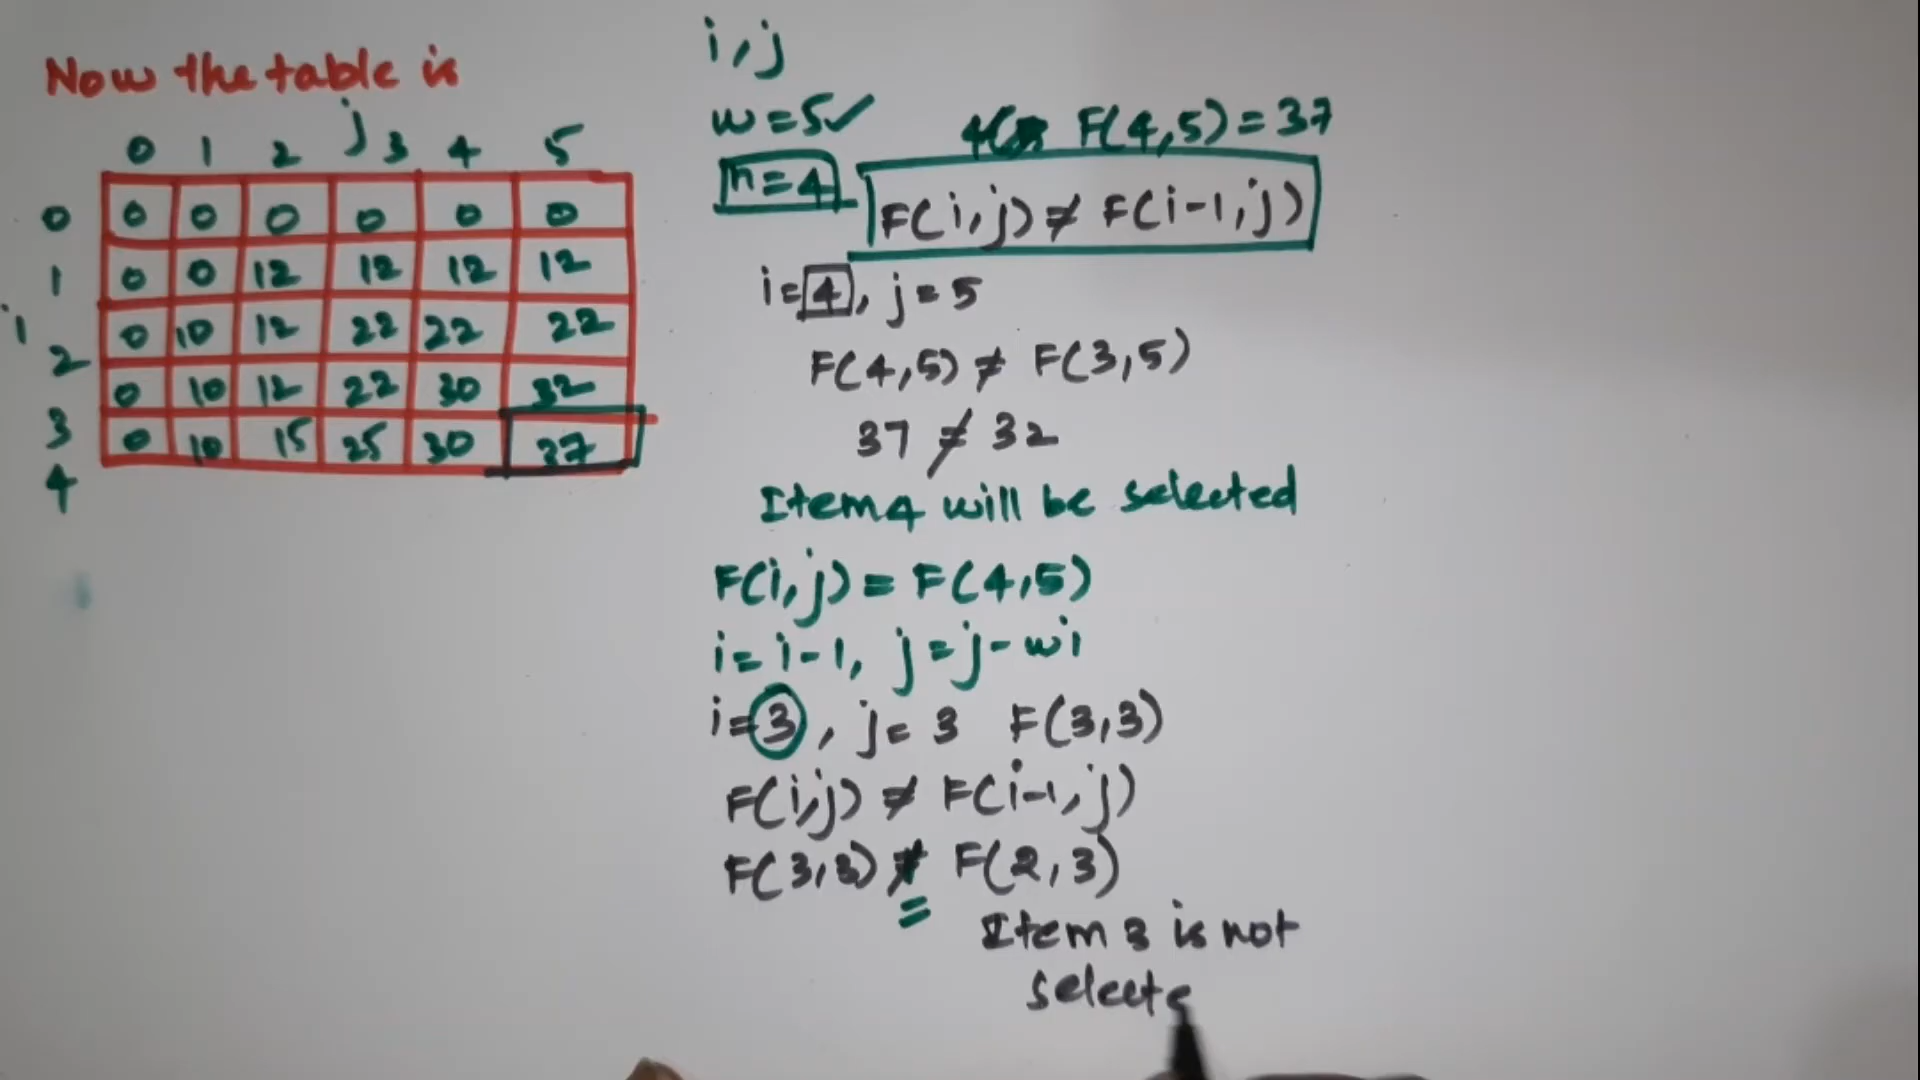 Now the table is
j
0 1 2 3 4 5
0 0 0 0 0 0 0
1 0 0 12 12 12 12
i
2 0 10 12 22 22 22
3 0 10 12 22 30 32
4 0 10 15 25 30 37
i, j
w=5✓
F(4,5)=37
n=4
F(i,j) ≠ F(i-1,j)
i=4, j=5
F(4,5) ≠ F(3,5)
37 ≠ 32
Item 4 will be selected
F(i,j) = F(4,5)
i=i-1, j=j-wi
i=3, j=3 F(3,3)
F(i,j) ≠ F(i-1,j)
F(3,3) ≠ F(2,3)
=
Item 3 is not
selecte